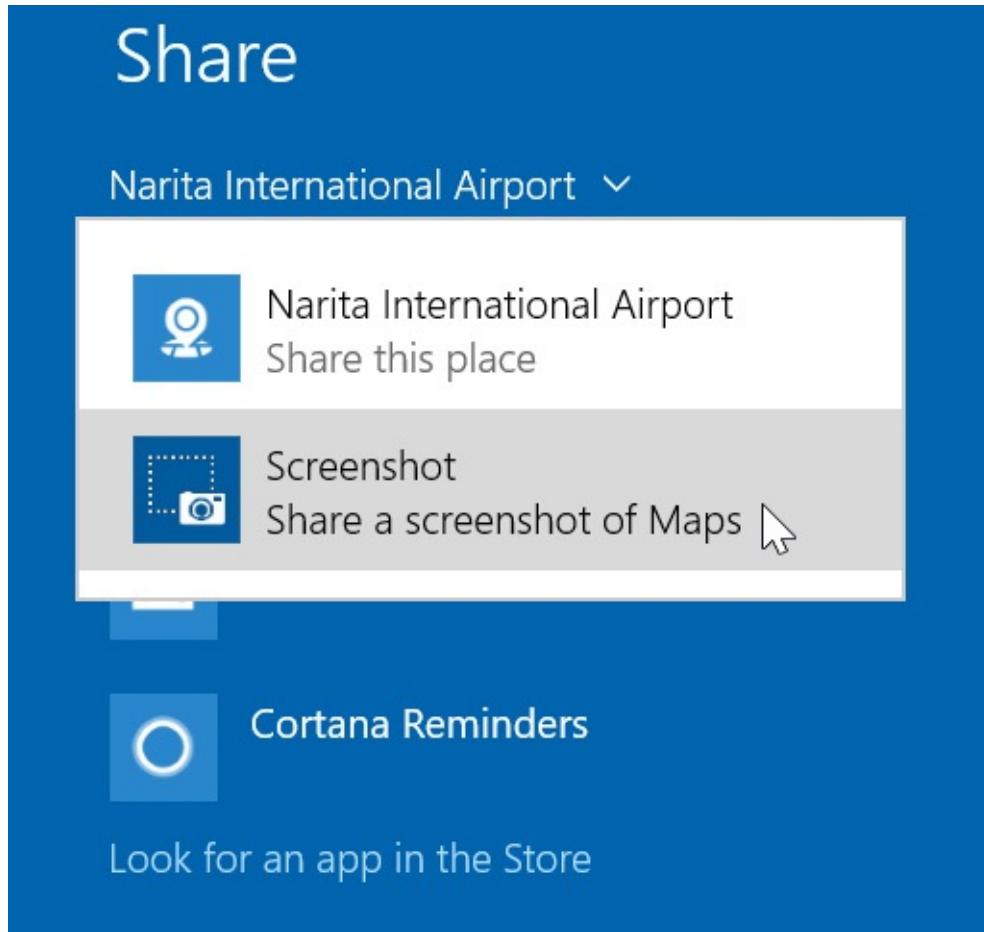 Share
Narita International Airport
Narita International Airport
Share this place
Screenshot
Share a screenshot of Maps
Cortana Reminders
Look for an app in the Store